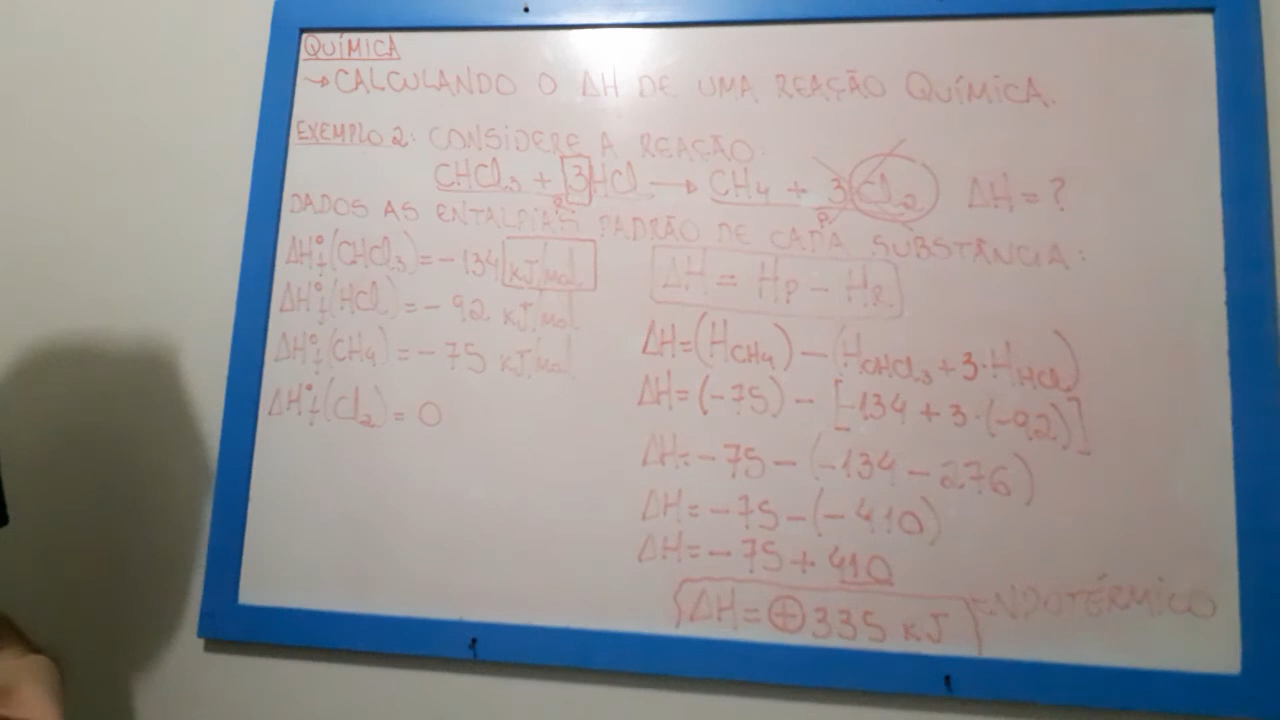 QUÍMICA
→ CALCULANDO O ΔH DE UMA REAÇÃO QUÍMICA.
EXEMPLO 2: CONSIDERE A REAÇÃO:
CHCl₃ + 3HCl → CH₄ + 3Cl₂ ΔH = ?
R P
DADOS AS ENTALPIAS PADRÃO DE CADA SUBSTÂNCIA:
ΔH°f(CHCl₃) = - 134 kJ/mol
ΔH°f(HCl) = - 92 kJ/mol
ΔH°f(CH₄) = - 75 kJ/mol
ΔH°f(Cl₂) = 0
ΔH = HP - HR
ΔH = (HCH₄) - (HCHCl₃ + 3·HHCl)
ΔH = (-75) - [-134 + 3·(-92)]
ΔH = - 75 - (-134 - 276)
ΔH = - 75 - (- 410)
ΔH = - 75 + 410
ΔH = ⊕ 335 kJ ENDOTÉRMICO